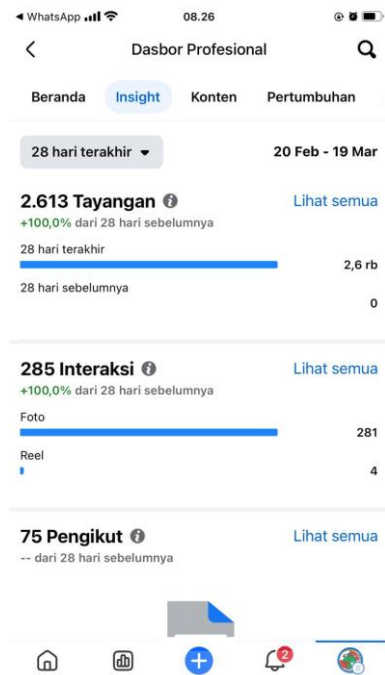 WhatsApp
08.26
Dasbor Profesional
Beranda Insight Konten Pertumbuhan
28 hari terakhir 20 Feb - 19 Mar
2.613 Tayangan Lihat semua
+100,0% dari 28 hari sebelumnya
28 hari terakhir
2,6 rb
28 hari sebelumnya
0
285 Interaksi Lihat semua
+100,0% dari 28 hari sebelumnya
Foto
281
Reel
4
75 Pengikut Lihat semua
-- dari 28 hari sebelumnya
2